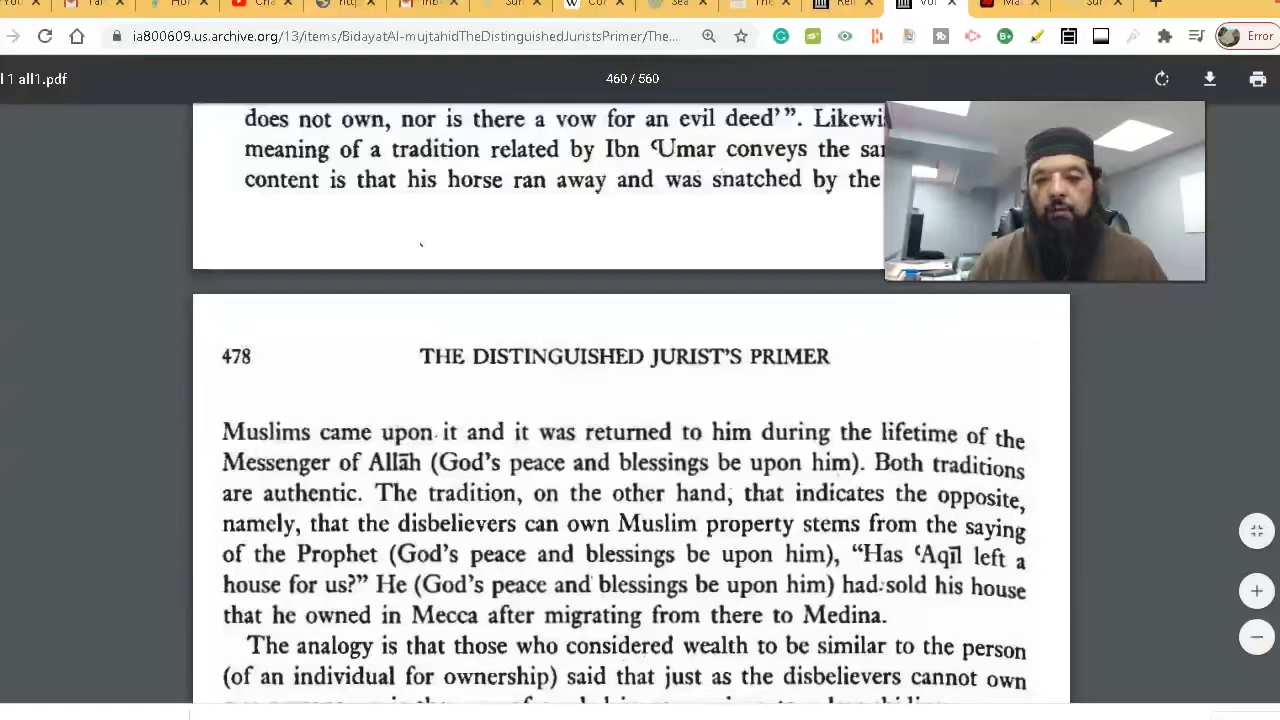 ia800609.us.archive.org/13/items/BidayatAl-mujtahidTheDistinguishedJuristsPrimer/The...
Error
l 1 all1.pdf
460 / 560
does not own, nor is there a vow for an evil deed’”. Likewi
meaning of a tradition related by Ibn ʿUmar conveys the sa
content is that his horse ran away and was snatched by the
478
THE DISTINGUISHED JURIST'S PRIMER
Muslims came upon it and it was returned to him during the lifetime of the
Messenger of Allāh (God's peace and blessings be upon him). Both traditions
are authentic. The tradition, on the other hand, that indicates the opposite,
namely, that the disbelievers can own Muslim property stems from the saying
of the Prophet (God's peace and blessings be upon him), “Has ʿAqīl left a
house for us?” He (God's peace and blessings be upon him) had sold his house
that he owned in Mecca after migrating from there to Medina.
The analogy is that those who considered wealth to be similar to the person
(of an individual for ownership) said that just as the disbelievers cannot own